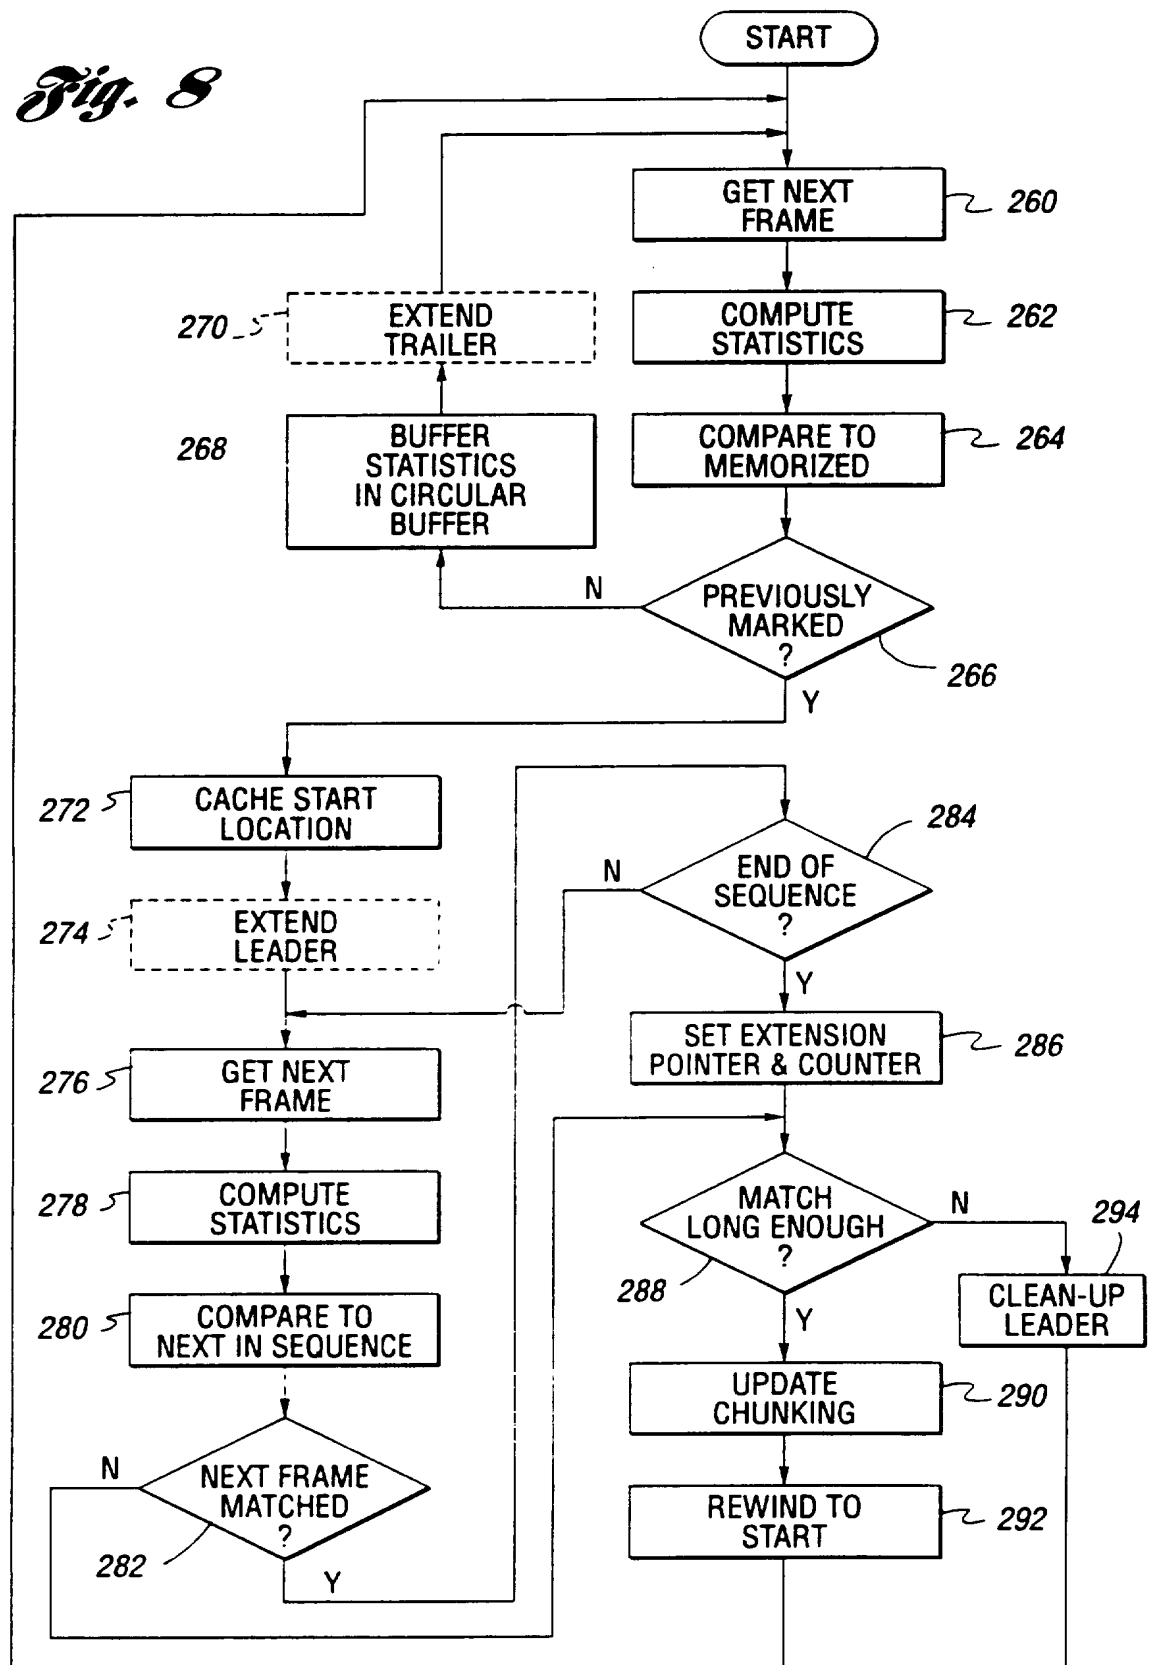 Fig. 8
START
GET NEXT
FRAME
260
COMPUTE
STATISTICS
262
COMPARE TO
MEMORIZED
264
PREVIOUSLY
MARKED
?
266
N
Y
BUFFER
STATISTICS
IN CIRCULAR
BUFFER
268
EXTEND
TRAILER
270
CACHE START
LOCATION
272
EXTEND
LEADER
274
GET NEXT
FRAME
276
COMPUTE
STATISTICS
278
COMPARE TO
NEXT IN SEQUENCE
280
NEXT FRAME
MATCHED
?
282
N
Y
END OF
SEQUENCE
?
284
N
Y
SET EXTENSION
POINTER & COUNTER
286
MATCH
LONG ENOUGH
?
288
N
Y
CLEAN-UP
LEADER
294
UPDATE
CHUNKING
290
REWIND TO
START
292